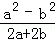 a² − b²
2a+2b